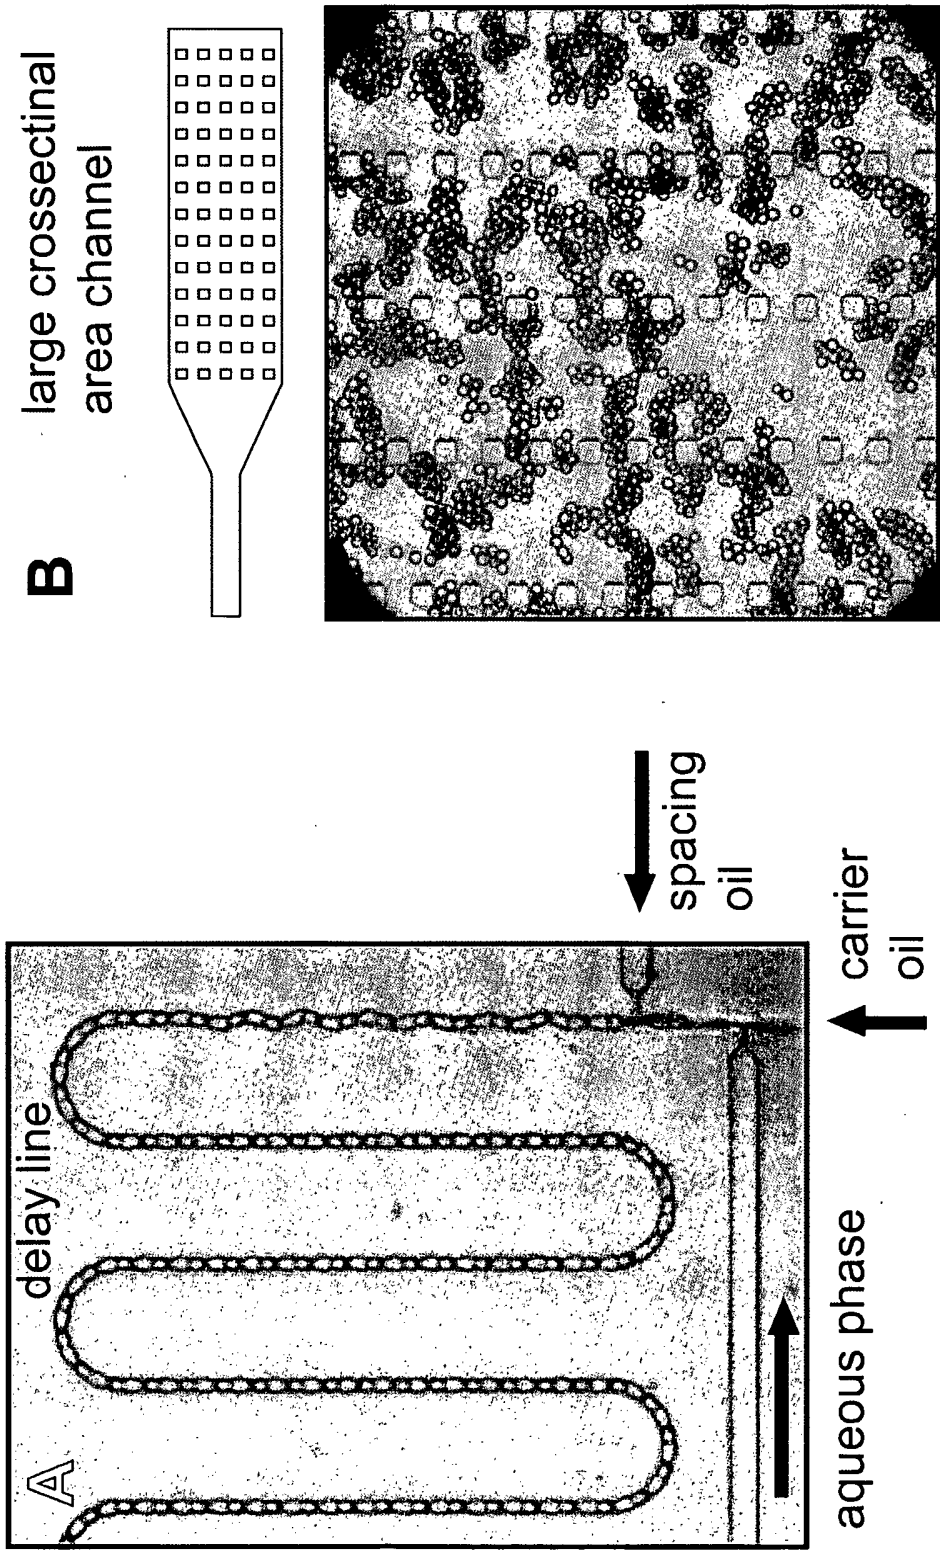 A
delay line
aqueous phase
carrier
oil
spacing
oil
B
large crossectinal
area channel